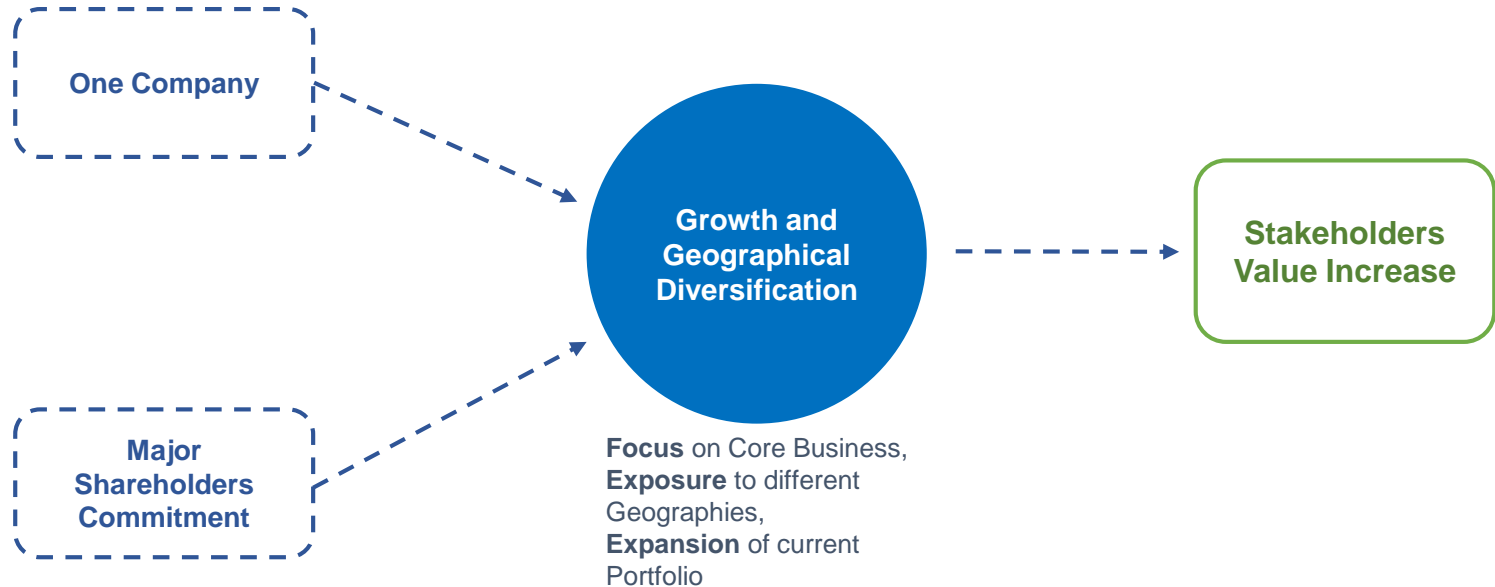 One Company
Growth and
Geographical
Diversification
Stakeholders
Value Increase
Major
Shareholders
Commitment
Focus on Core Business,
Exposure to different
Geographies,
Expansion of current
Portfolio